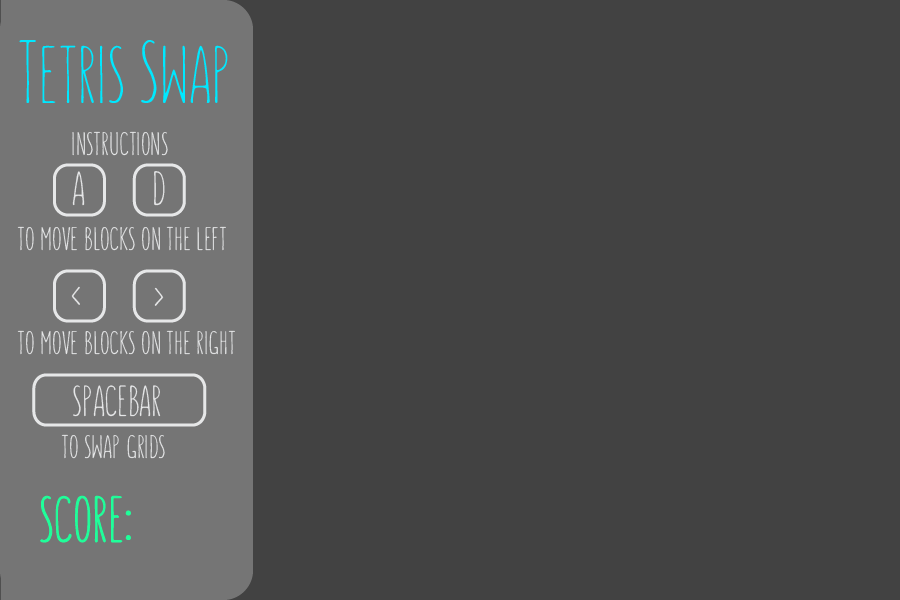 Tetris Swap
INSTRUCTIONS
A D
TO MOVE BLOCKS ON THE LEFT
< >
TO MOVE BLOCKS ON THE RIGHT
SPACEBAR
TO SWAP GRIDS
SCORE: